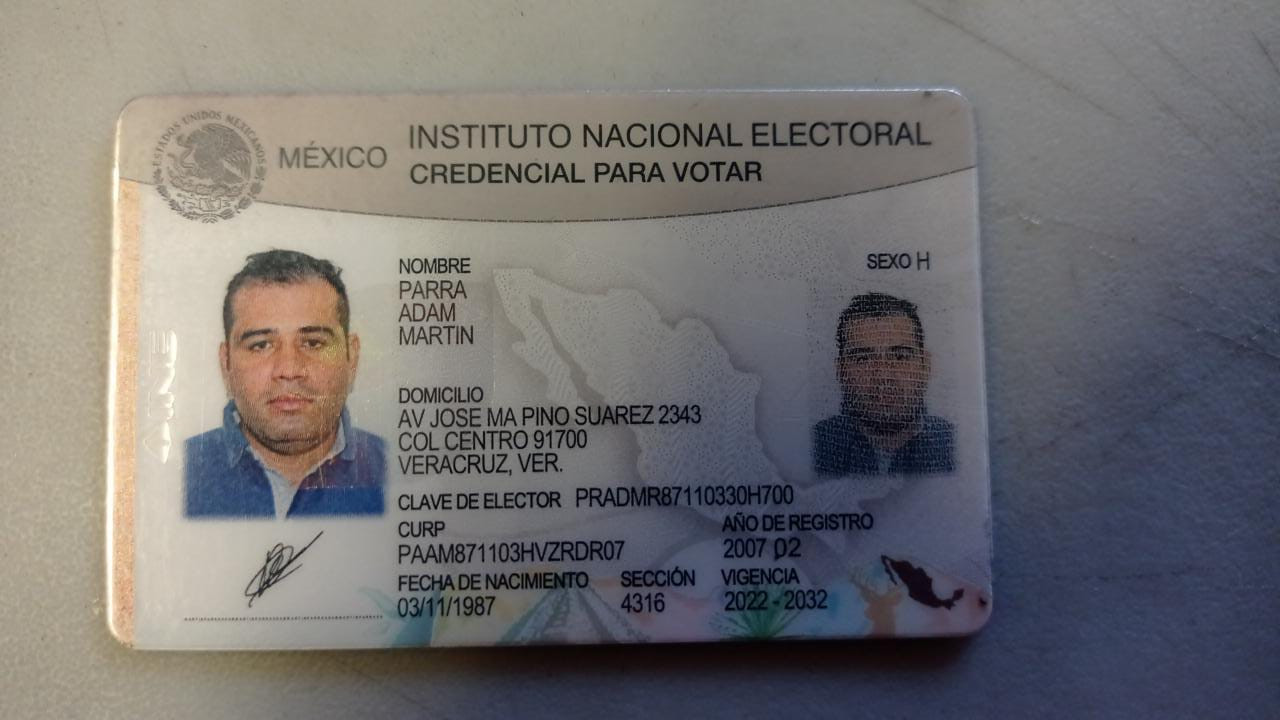 ESTADOS UNIDOS MEXICANOS
MÉXICO
INSTITUTO NACIONAL ELECTORAL
CREDENCIAL PARA VOTAR
NOMBRE
PARRA
ADAM
MARTIN
SEXO H
DOMICILIO
AV JOSE MA PINO SUAREZ 2343
COL CENTRO 91700
VERACRUZ, VER.
CLAVE DE ELECTOR PRADMR87110330H700
CURP
PAAM871103HVZRDR07
AÑO DE REGISTRO
2007 02
FECHA DE NACIMIENTO
03/11/1987
SECCIÓN
4316
VIGENCIA
2022 - 2032
INE